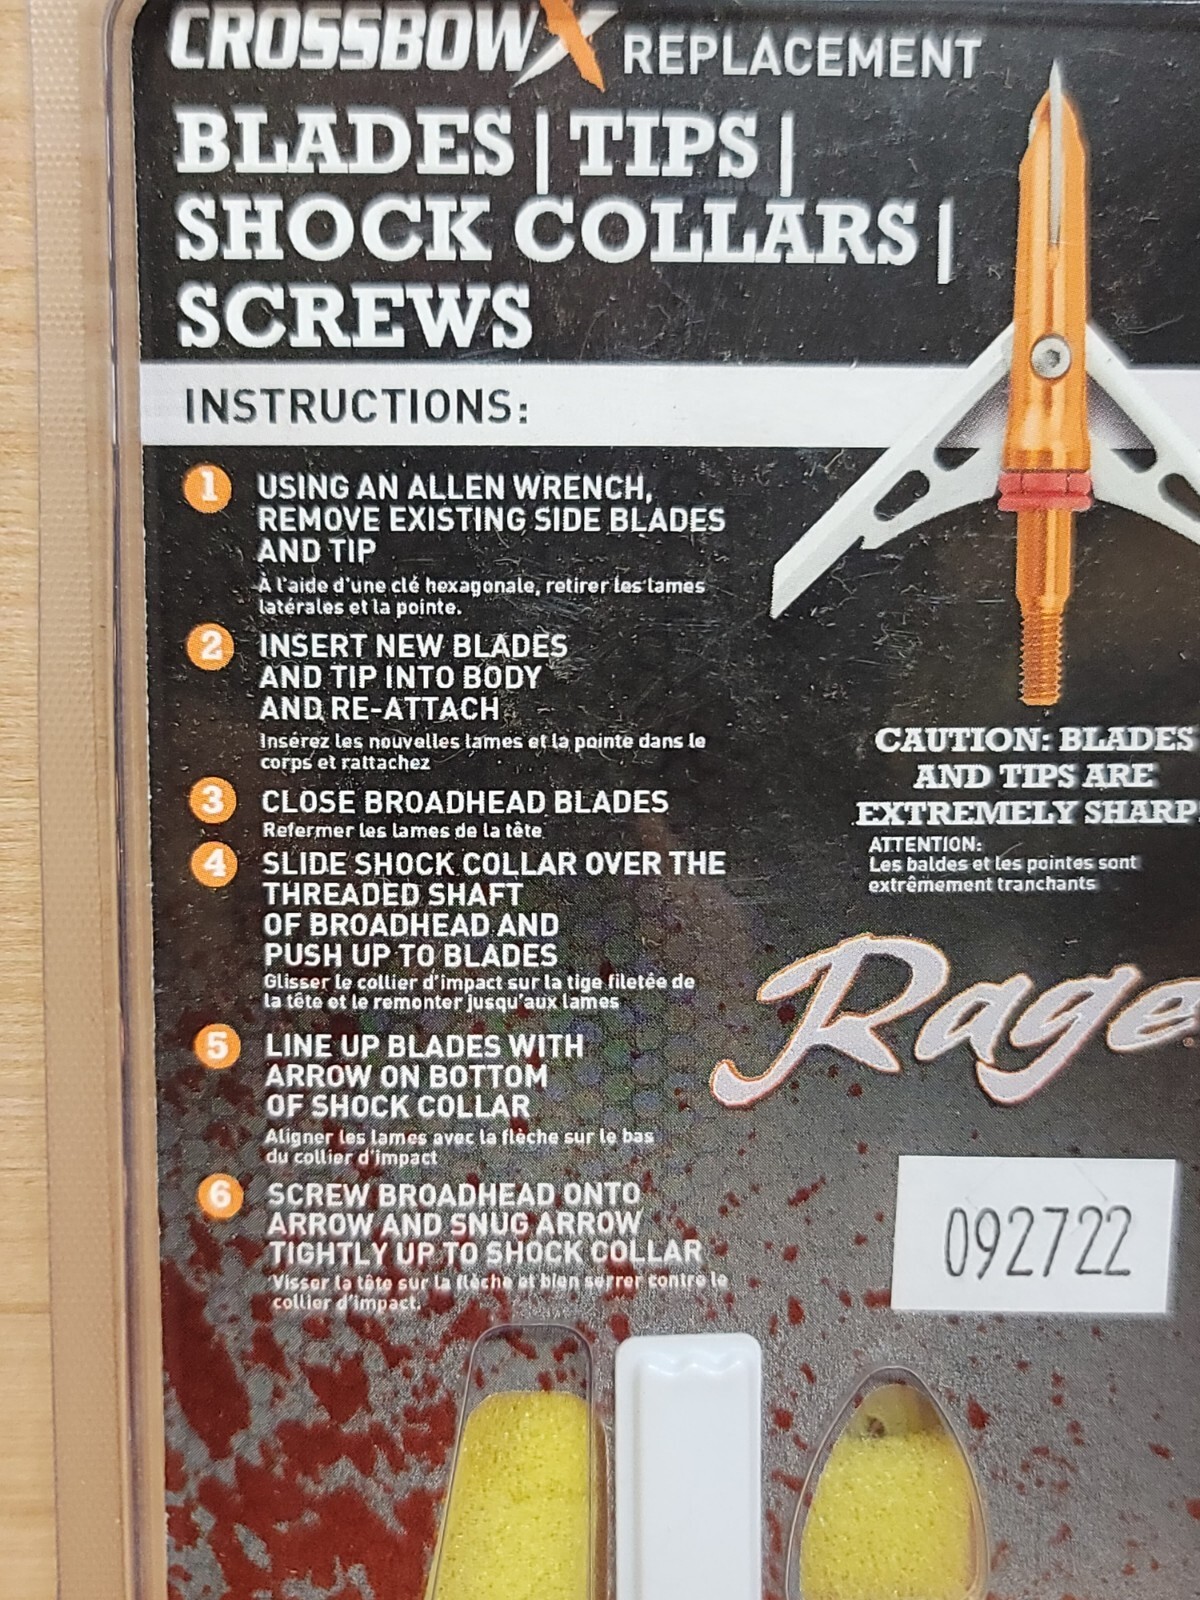 CROSSBOW X REPLACEMENT
BLADES | TIPS |
SHOCK COLLARS |
SCREWS
INSTRUCTIONS:
1 USING AN ALLEN WRENCH,
REMOVE EXISTING SIDE BLADES
AND TIP
À l'aide d'une clé hexagonale, retirer les lames
latérales et la pointe.
2 INSERT NEW BLADES
AND TIP INTO BODY
AND RE-ATTACH
Insérez les nouvelles lames et la pointe dans le
corps et rattachez
3 CLOSE BROADHEAD BLADES
Refermer les lames de la tête
4 SLIDE SHOCK COLLAR OVER THE
THREADED SHAFT
OF BROADHEAD AND
PUSH UP TO BLADES
Glisser le collier d'impact sur la tige filetée de
la tête et le remonter jusqu'aux lames
5 LINE UP BLADES WITH
ARROW ON BOTTOM
OF SHOCK COLLAR
Aligner les lames avec la flèche sur le bas
du collier d'impact
6 SCREW BROADHEAD ONTO
ARROW AND SNUG ARROW
TIGHTLY UP TO SHOCK COLLAR
Visser la tête sur la flèche et bien serrer contre le
collier d'impact.
CAUTION: BLADES
AND TIPS ARE
EXTREMELY SHARP
ATTENTION:
Les baldes et les pointes sont
extrêmement tranchants
Rage
092722